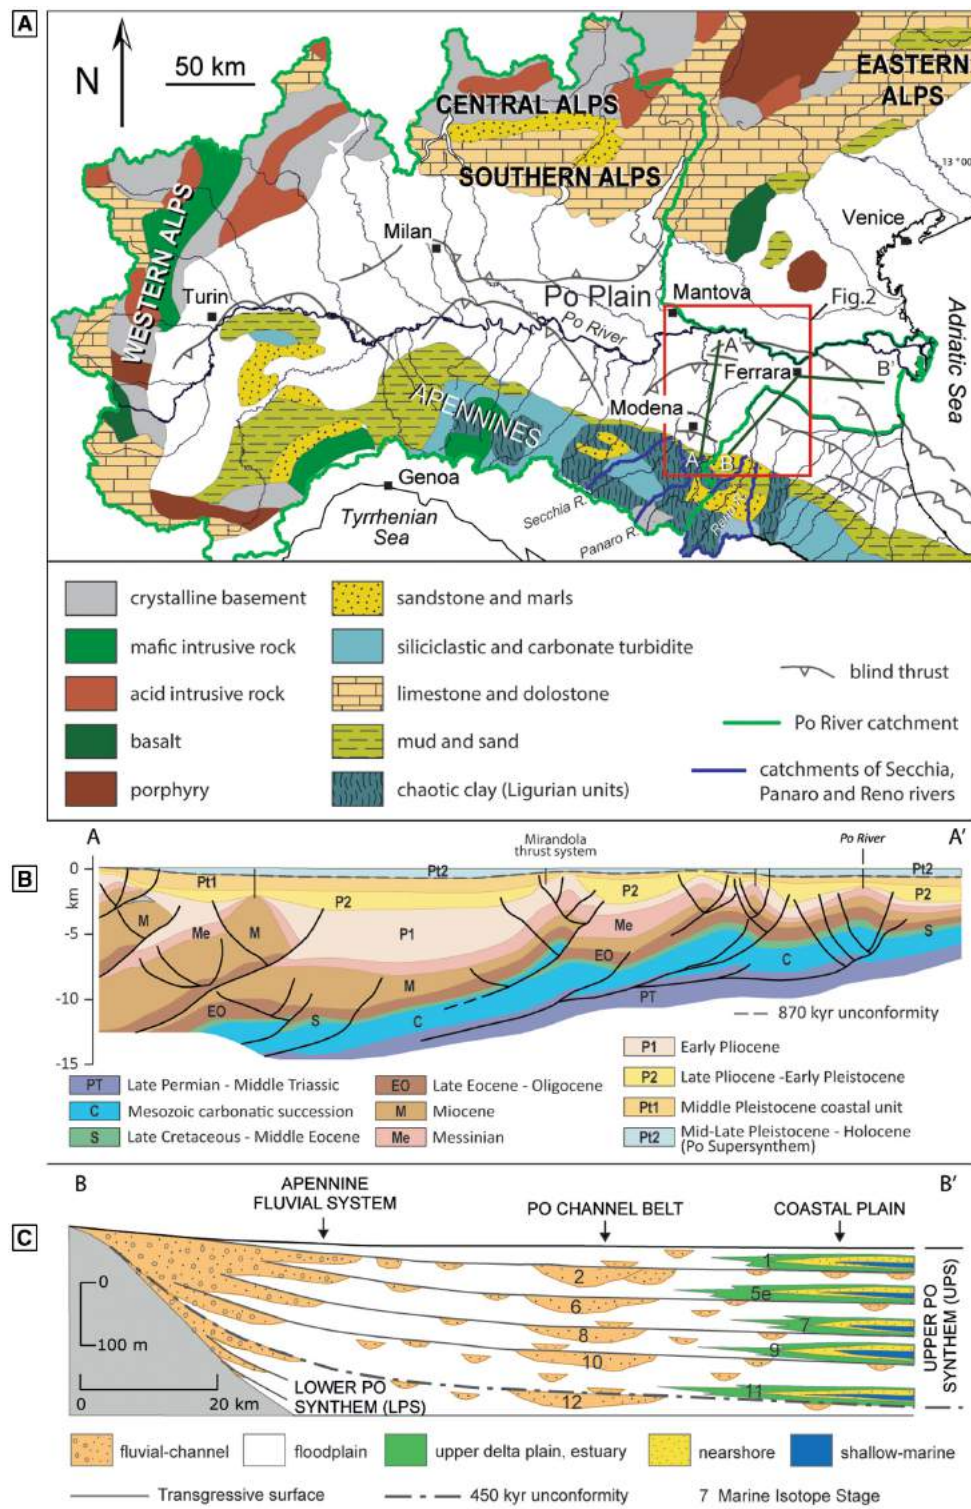 A
N
50 km
CENTRAL ALPS
EASTERN
ALPS
SOUTHERN ALPS
13 °00
WESTERN ALPS
Venice
Milan
Po Plain
Mantova
Fig.2
Turin
Po River
A'
Ferrara
B'
Adriatic Sea
Modena
APENNINES
A
B
Genoa
Secchia R.
Panaro R.
Tyrrhenian
Sea
crystalline basement
sandstone and marls
mafic intrusive rock
siliciclastic and carbonate turbidite
acid intrusive rock
limestone and dolostone
blind thrust
basalt
mud and sand
Po River catchment
porphyry
chaotic clay (Ligurian units)
catchments of Secchia,
Panaro and Reno rivers
A
Mirandola
thrust system
Po River
A'
B
0
km
-5
-10
-15
Pt1
Pt2
Pt2
M
Me
M
P2
P1
P2
Me
P2
M
EO
S
EO
S
C
C
PT
870 kyr unconformity
P1 Early Pliocene
PT Late Permian - Middle Triassic
EO Late Eocene - Oligocene
P2 Late Pliocene -Early Pleistocene
C Mesozoic carbonatic succession
M Miocene
Pt1 Middle Pleistocene coastal unit
S Late Cretaceous - Middle Eocene
Me Messinian
Pt2 Mid-Late Pleistocene - Holocene
(Po Supersynthem)
B
APENNINE
FLUVIAL SYSTEM
PO CHANNEL BELT
COASTAL PLAIN
B'
C
0
100 m
0
20 km
LOWER PO
SYNTHEM (LPS)
2
6
8
10
12
1
5e
7
9
11
UPPER PO
SYNTHEM (UPS)
fluvial-channel
floodplain
upper delta plain, estuary
nearshore
shallow-marine
Transgressive surface
450 kyr unconformity
7 Marine Isotope Stage